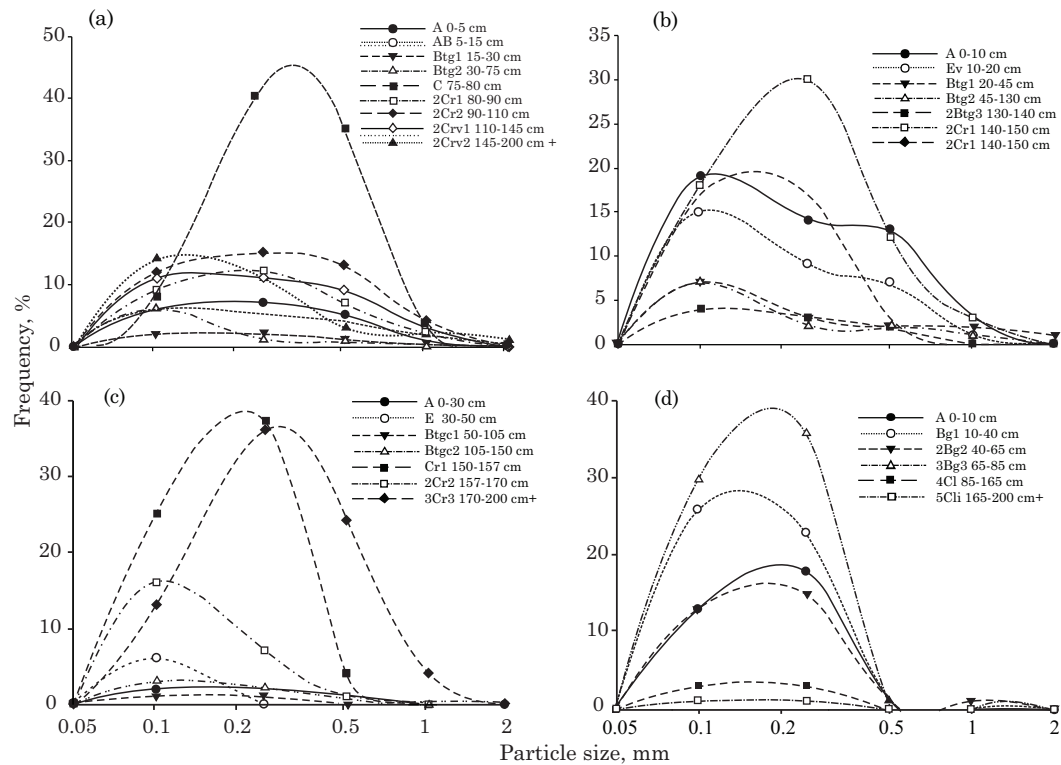 (a)
A 0-5 cm
AB 5-15 cm
Btg1 15-30 cm
Btg2 30-75 cm
C 75-80 cm
2Cr1 80-90 cm
2Cr2 90-110 cm
2Crv1 110-145 cm
2Crv2 145-200 cm +
50
40
30
20
10
0
(b)
A 0-10 cm
Ev 10-20 cm
Btg1 20-45 cm
Btg2 45-130 cm
2Btg3 130-140 cm
2Cr1 140-150 cm
2Cr1 140-150 cm
35
30
25
20
15
10
5
0
Frequency, %
(c)
A 0-30 cm
E 30-50 cm
Btgc1 50-105 cm
Btgc2 105-150 cm
Cr1 150-157 cm
2Cr2 157-170 cm
3Cr3 170-200 cm+
40
30
20
10
0
0.05 0.1 0.2 0.5 1 2
(d)
A 0-10 cm
Bg1 10-40 cm
2Bg2 40-65 cm
3Bg3 65-85 cm
4Cl 85-165 cm
5Cli 165-200 cm+
40
30
20
10
0
0.05 0.1 0.2 0.5 1 2
Particle size, mm